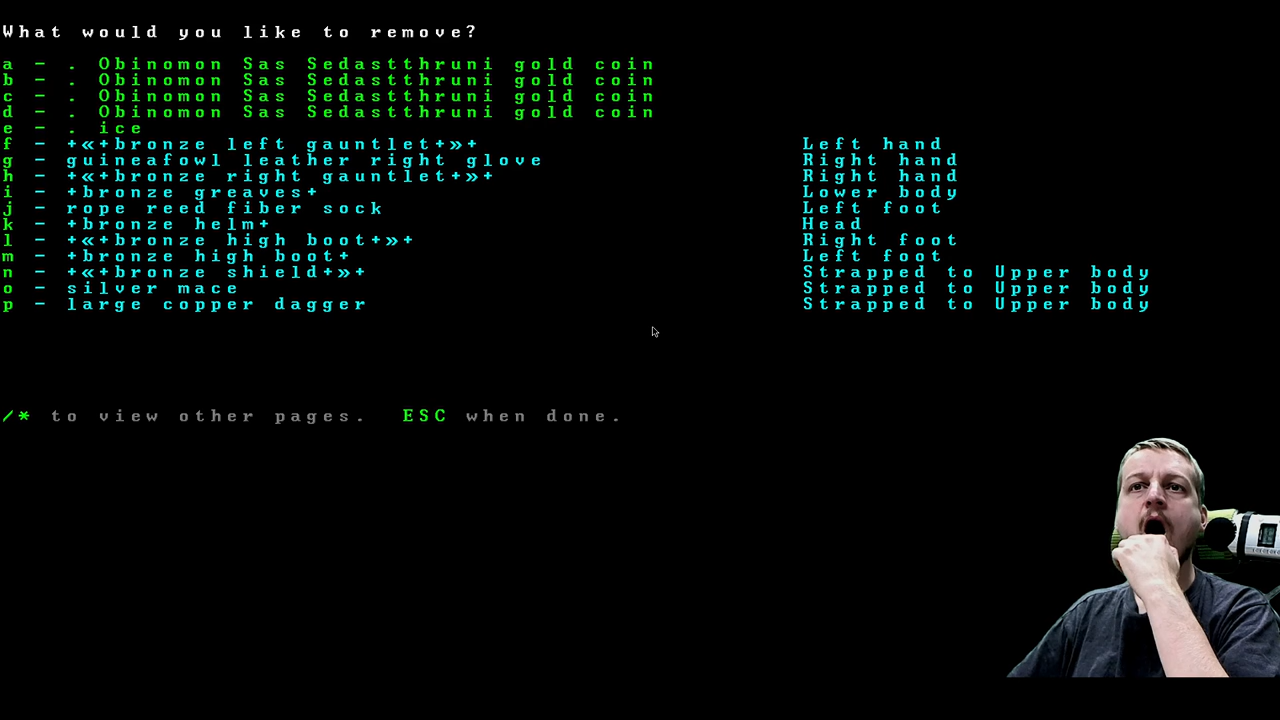 What would you like to remove?
a - . Obinomon Sas Sedastthruni gold coin
b - . Obinomon Sas Sedastthruni gold coin
c - . Obinomon Sas Sedastthruni gold coin
d - . Obinomon Sas Sedastthruni gold coin
e - . ice
f - +«+bronze left gauntlet+»+ Left hand
g - guineafowl leather right glove Right hand
h - +«+bronze right gauntlet+»+ Right hand
i - +bronze greaves+ Lower body
j - rope reed fiber sock Left foot
k - +bronze helm+ Head
l - +«+bronze high boot+»+ Right foot
m - +bronze high boot+ Left foot
n - +«+bronze shield+»+ Strapped to Upper body
o - silver mace Strapped to Upper body
p - large copper dagger Strapped to Upper body
/* to view other pages. ESC when done.